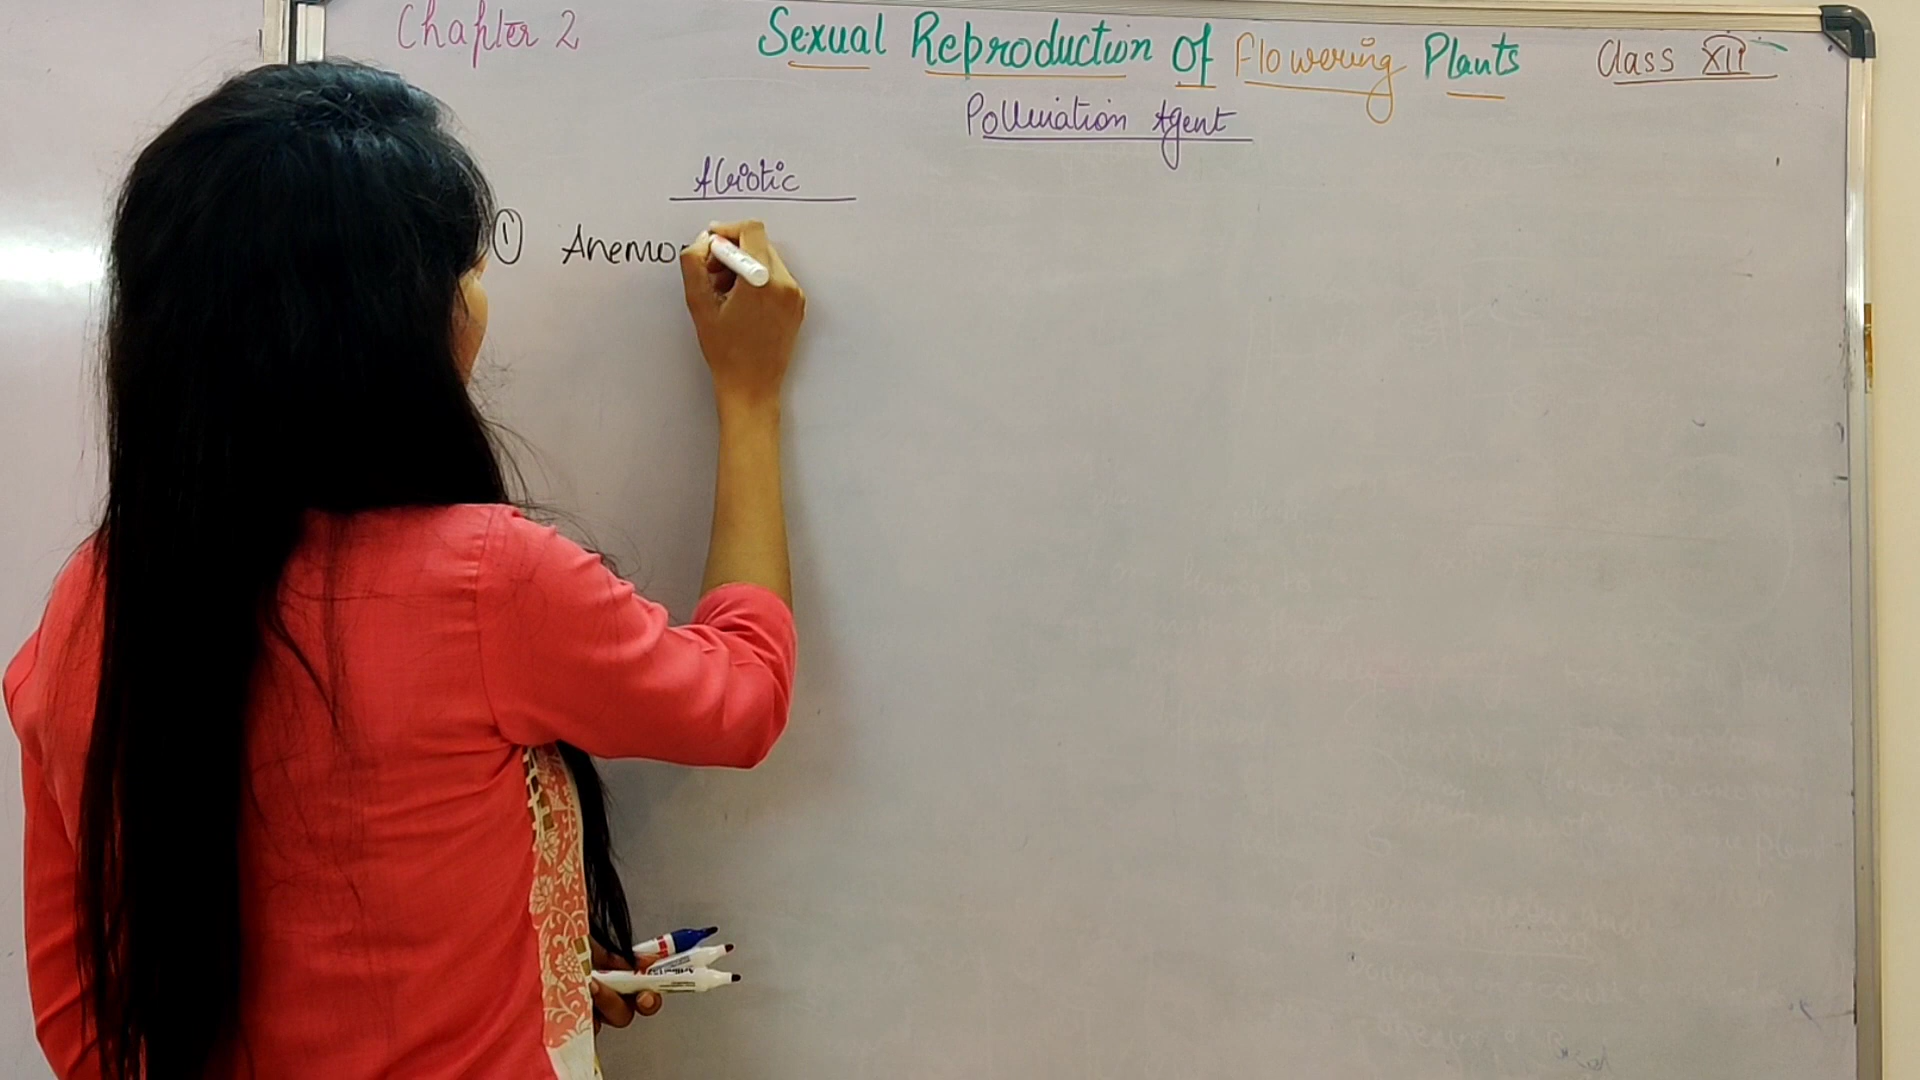 Chapter 2
Sexual Reproduction Of Flowering Plants
Class XII
Pollination Agent
Abiotic
① Anemo